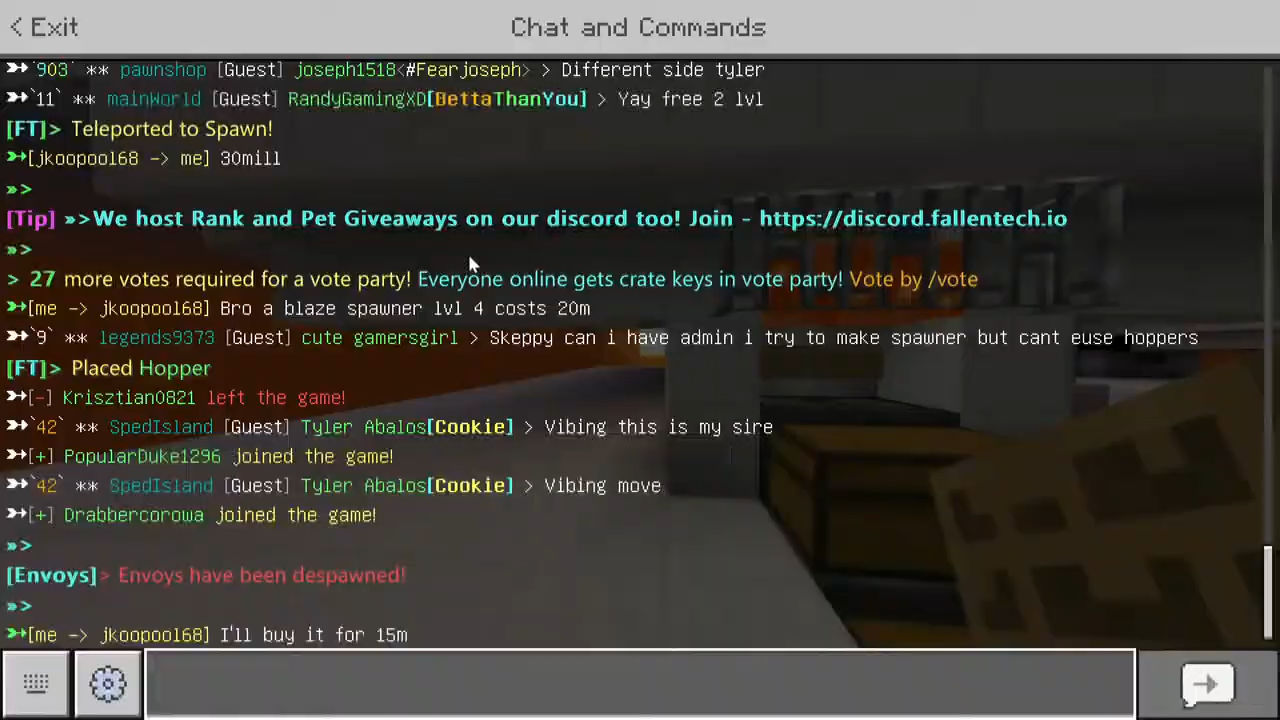 < Exit
Chat and Commands
`903` ** pawnshop [Guest] joseph1518<#Fearjoseph> > Different side tyler
`11` ** mainWorld [Guest] RandyGamingXD[BettaThanYou] > Yay free 2 lvl
[FT]> Teleported to Spawn!
[jkoopool68 -> me] 30mill
»>
[Tip] »>We host Rank and Pet Giveaways on our discord too! Join - https://discord.fallentech.io
»>
> 27 more votes required for a vote party! Everyone online gets crate keys in vote party! Vote by /vote
[me -> jkoopool68] Bro a blaze spawner lvl 4 costs 20m
`9` ** legends9373 [Guest] cute gamersgirl > Skeppy can i have admin i try to make spawner but cant euse hoppers
[FT]> Placed Hopper
[-] Krisztian0821 left the game!
`42` ** SpedIsland [Guest] Tyler Abalos[Cookie] > Vibing this is my sire
[+] PopularDuke1296 joined the game!
`42` ** SpedIsland [Guest] Tyler Abalos[Cookie] > Vibing move
[+] Drabbercorowa joined the game!
»>
[Envoys]> Envoys have been despawned!
»>
[me -> jkoopool68] I'll buy it for 15m